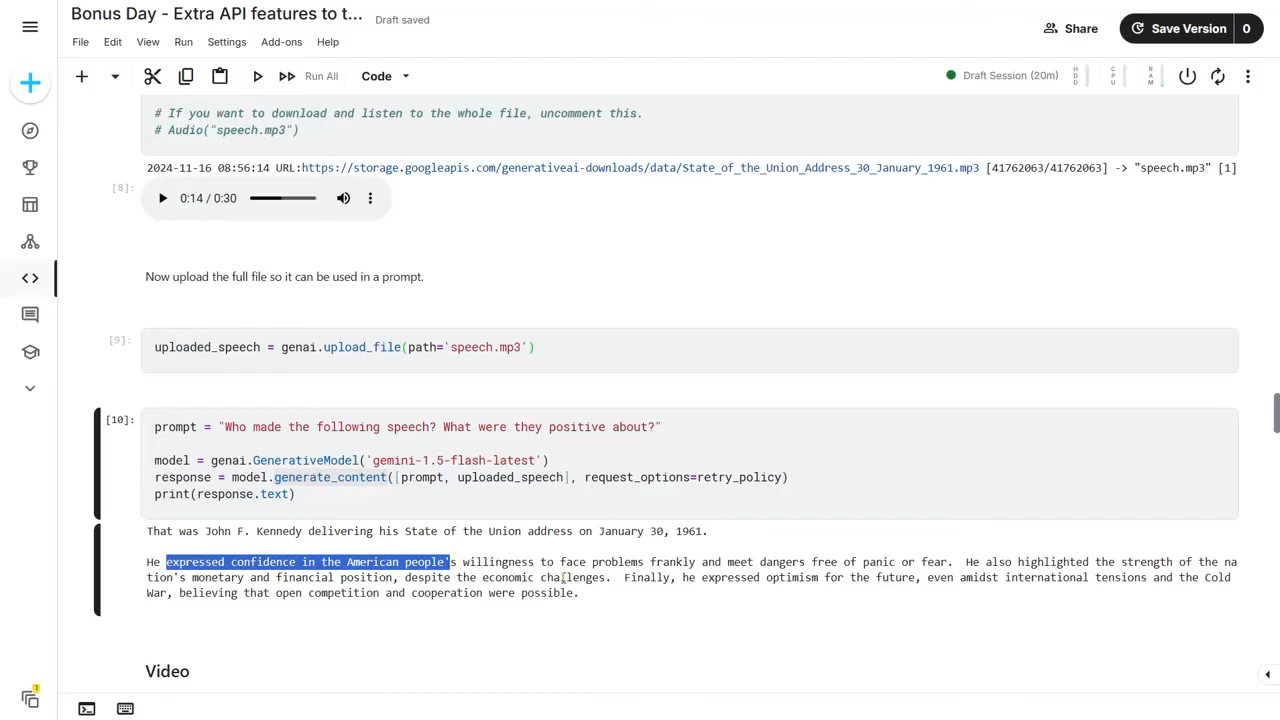 Bonus Day - Extra API features to t...
Draft saved
Share
Save Version
0
File Edit View Run Settings Add-ons Help
Run All
Code
Draft Session (20m)
HDD
CPU
RAM
# If you want to download and listen to the whole file, uncomment this.
# Audio("speech.mp3")
2024-11-16 08:56:14 URL:https://storage.googleapis.com/generativeai-downloads/data/State_of_the_Union_Address_30_January_1961.mp3 [41762063/41762063] -> "speech.mp3" [1]
[8]:
0:14 / 0:30
Now upload the full file so it can be used in a prompt.
[9]:
uploaded_speech = genai.upload_file(path='speech.mp3')
[10]:
prompt = "Who made the following speech? What were they positive about?"
model = genai.GenerativeModel('gemini-1.5-flash-latest')
response = model.generate_content([prompt, uploaded_speech], request_options=retry_policy)
print(response.text)
That was John F. Kennedy delivering his State of the Union address on January 30, 1961.
He expressed confidence in the American people's willingness to face problems frankly and meet dangers free of panic or fear.  He also highlighted the strength of the na
tion's monetary and financial position, despite the economic challenges.  Finally, he expressed optimism for the future, even amidst international tensions and the Cold
War, believing that open competition and cooperation were possible.
Video
1